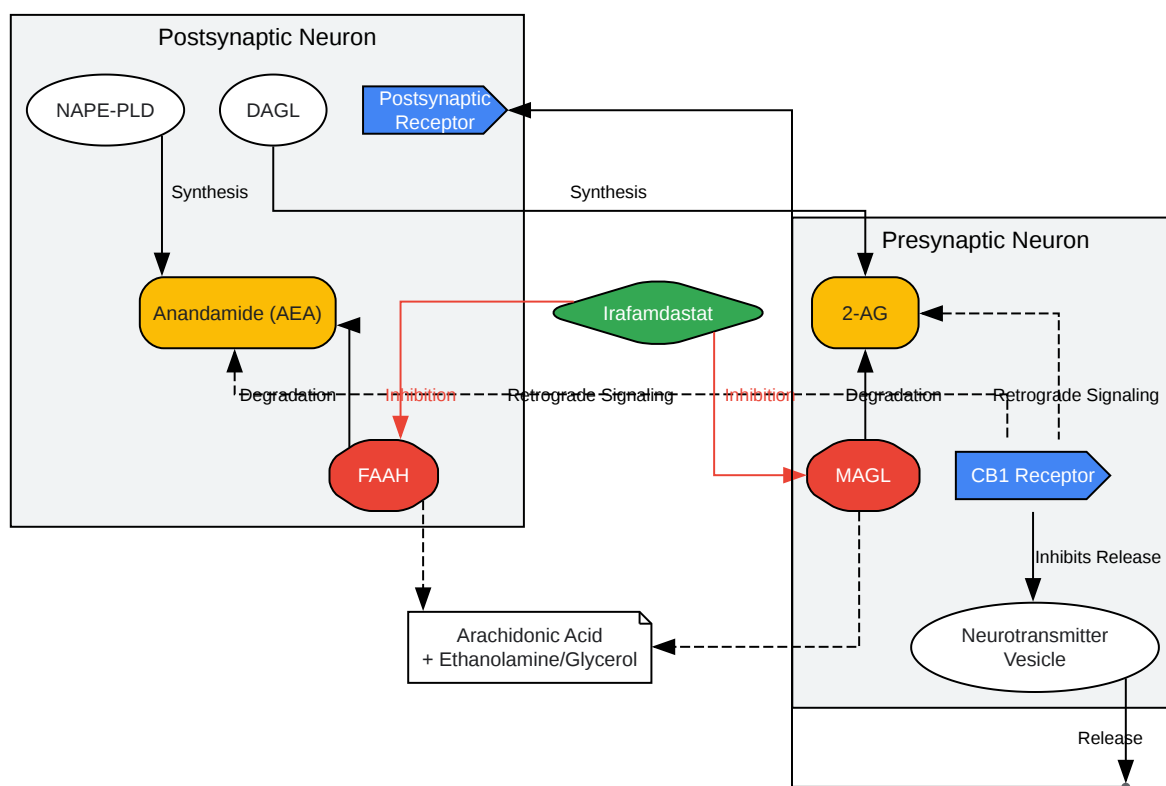 Postsynaptic Neuron
NAPE-PLD
DAGL
Postsynaptic
Receptor
Synthesis
Synthesis
Presynaptic Neuron
Anandamide (AEA)
Irafamdastat
2-AG
Degradation
Inhibition
Retrograde Signaling
Inhibition
Degradation
Retrograde Signaling
FAAH
MAGL
CB1 Receptor
Inhibits Release
Arachidonic Acid
+ Ethanolamine/Glycerol
Neurotransmitter
Vesicle
Release